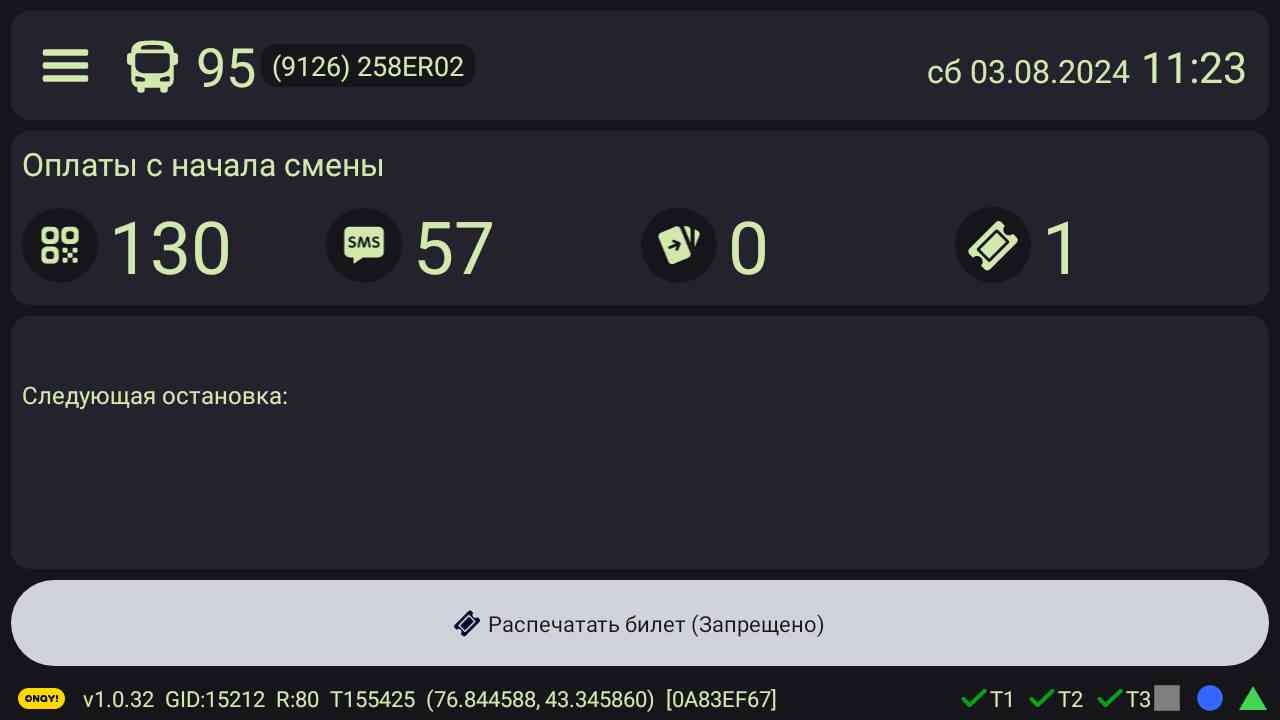 95 (9126) 258ER02 сб 03.08.2024 11:23
Оплаты с начала смены
130 SMS 57 0 1
Следующая остановка:
Распечатать билет (Запрещено)
ONAY! v1.0.32 GID:15212 R:80 T155425 (76.844588, 43.345860) [0A83EF67] T1 T2 T3